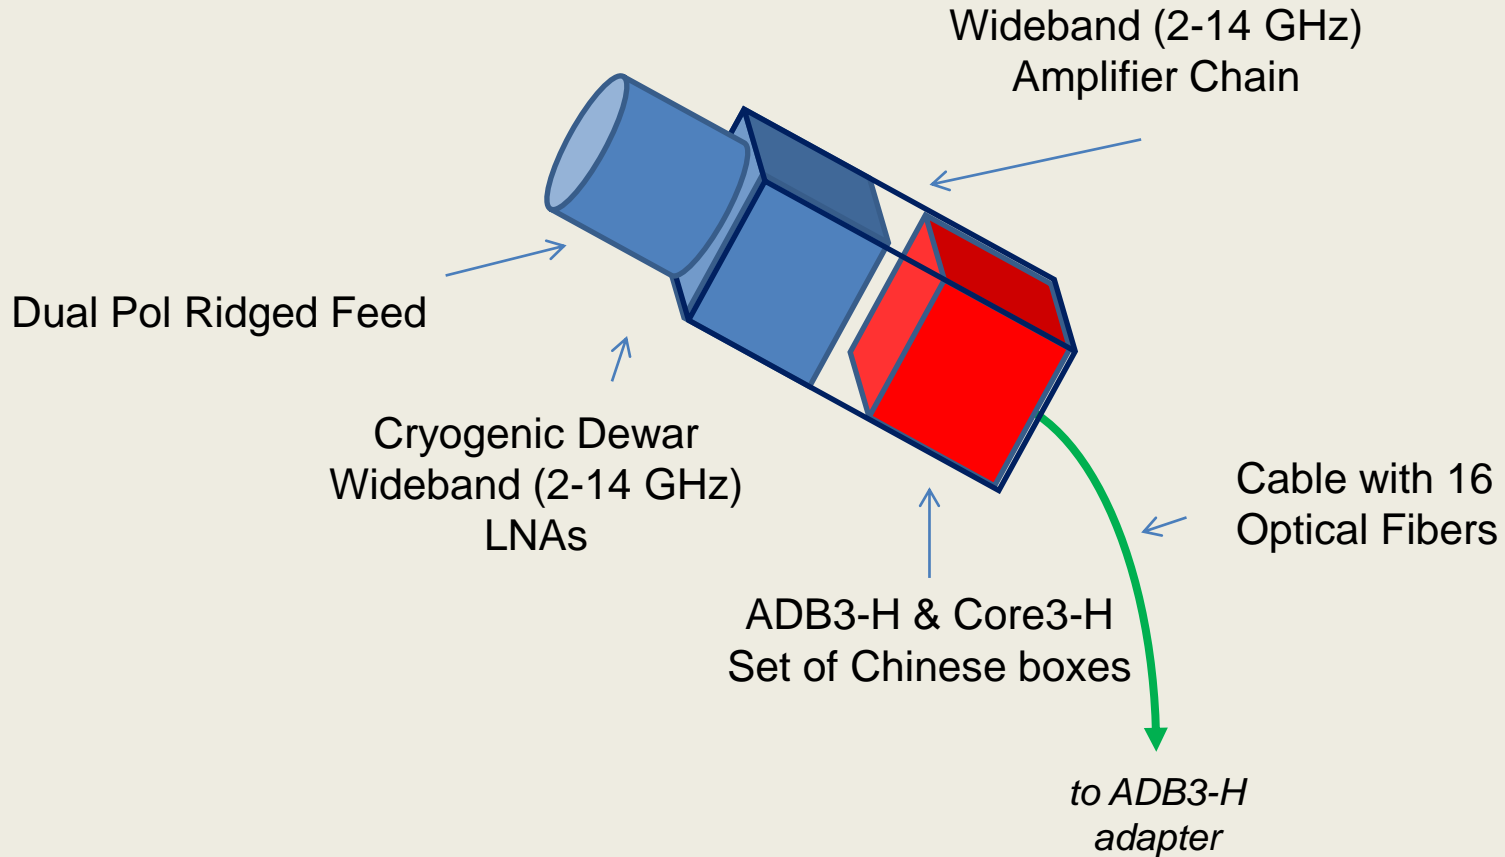 Wideband (2-14 GHz)
Amplifier Chain
Dual Pol Ridged Feed
Cryogenic Dewar
Wideband (2-14 GHz)
LNAs
Cable with 16
Optical Fibers
ADB3-H & Core3-H
Set of Chinese boxes
to ADB3-H
adapter